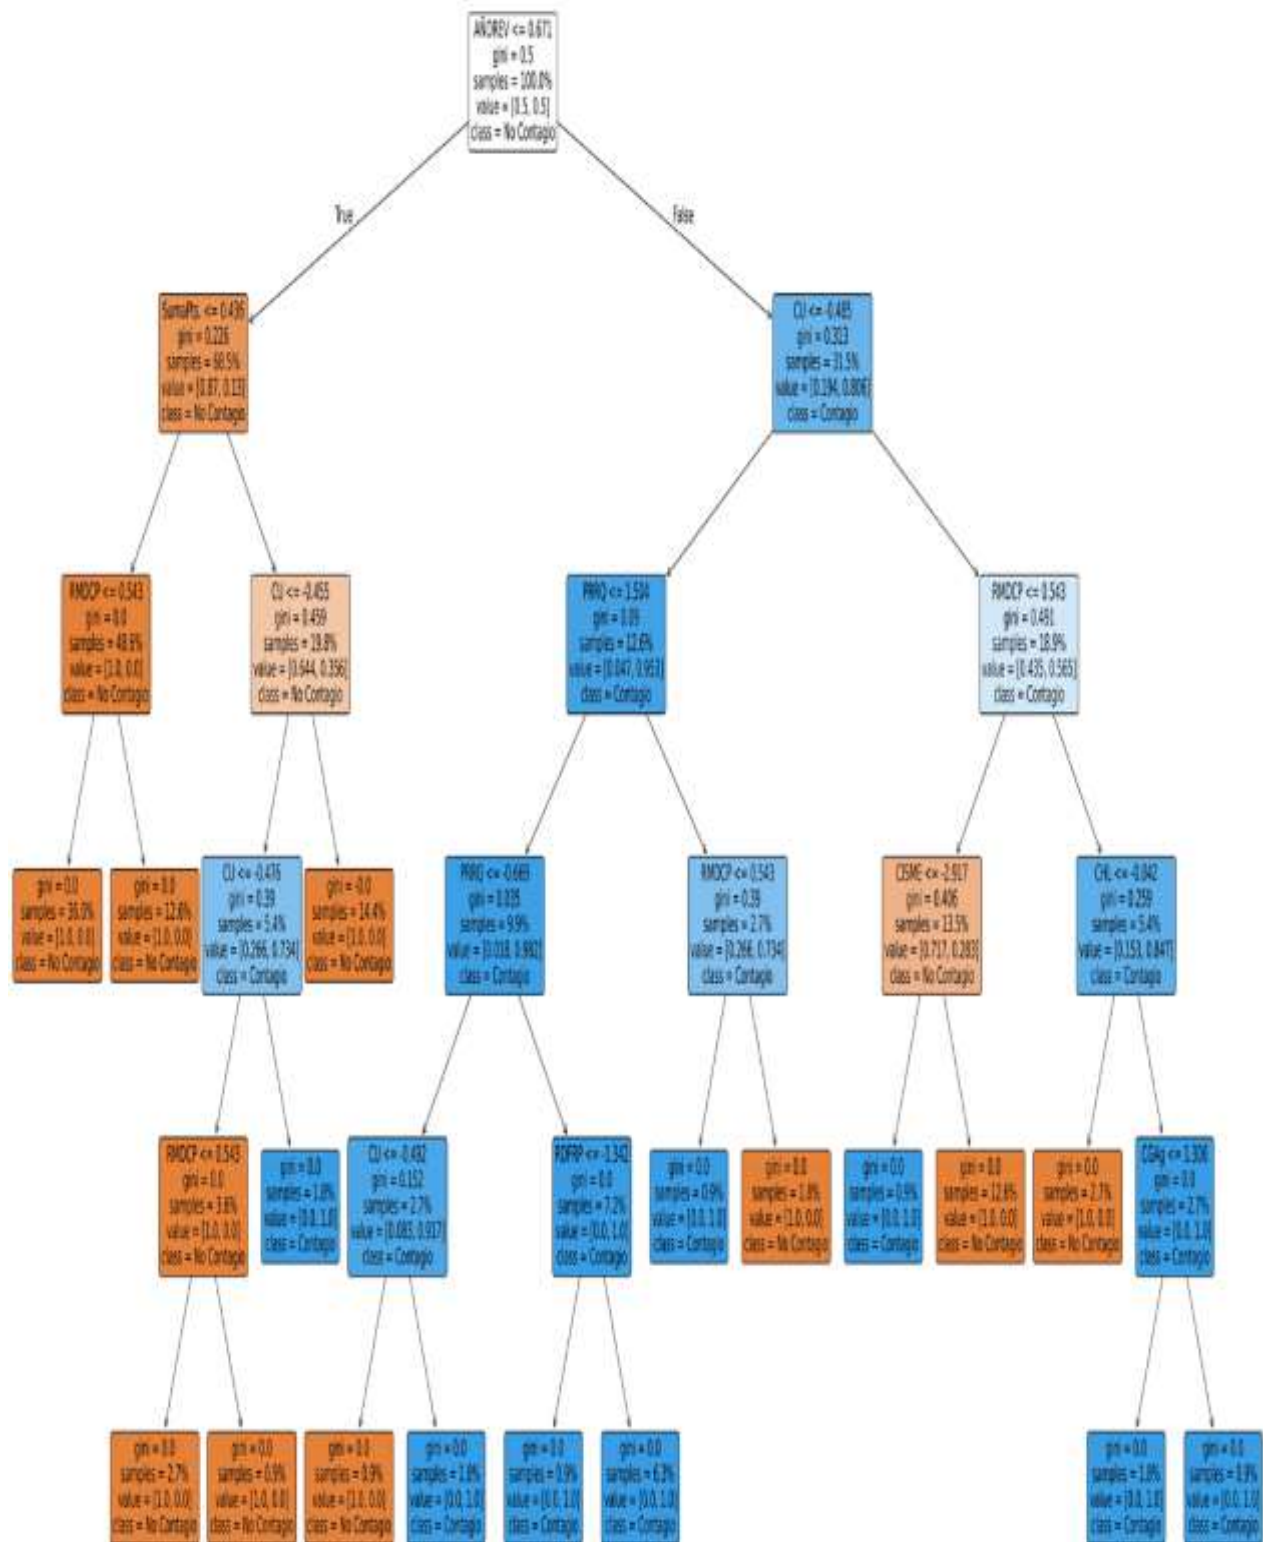 AÑOREV <= 0.671
gini = 0.5
samples = 100.0%
value = [0.5, 0.5]
class = No Contagio
True
False
SumaPts. <= 0.436
gini = 0.226
samples = 68.5%
value = [0.87, 0.13]
class = No Contagio
CU <= -0.485
gini = 0.313
samples = 31.5%
value = [0.194, 0.806]
class = Contagio
RMDCP <= 0.543
gini = 0.0
samples = 48.6%
value = [1.0, 0.0]
class = No Contagio
CU <= -0.455
gini = 0.459
samples = 19.8%
value = [0.644, 0.356]
class = No Contagio
PRRQ <= 1.504
gini = 0.09
samples = 12.6%
value = [0.047, 0.953]
class = Contagio
RMDCP <= 0.543
gini = 0.491
samples = 18.9%
value = [0.435, 0.565]
class = Contagio
gini = 0.0
samples = 36.0%
value = [1.0, 0.0]
class = No Contagio
gini = 0.0
samples = 12.6%
value = [1.0, 0.0]
class = No Contagio
CU <= -0.476
gini = 0.39
samples = 5.4%
value = [0.266, 0.734]
class = Contagio
gini = -0.0
samples = 14.4%
value = [1.0, 0.0]
class = No Contagio
PRRQ <= -0.669
gini = 0.035
samples = 9.9%
value = [0.018, 0.982]
class = Contagio
RMDCP <= 0.543
gini = 0.39
samples = 2.7%
value = [0.266, 0.734]
class = Contagio
CISME <= -2.917
gini = 0.406
samples = 13.5%
value = [0.717, 0.283]
class = No Contagio
CHL <= -0.042
gini = 0.259
samples = 5.4%
value = [0.153, 0.847]
class = Contagio
RMDCP <= 0.543
gini = 0.0
samples = 3.6%
value = [1.0, 0.0]
class = No Contagio
gini = 0.0
samples = 1.8%
value = [0.0, 1.0]
class = Contagio
CU <= -0.492
gini = 0.152
samples = 2.7%
value = [0.083, 0.917]
class = Contagio
RDFRP <=
gini = 0.0
samples = 7.2%
value = [0.0, 1.0]
class = Contagio
gini = 0.0
samples = 0.9%
value = [0.0, 1.0]
class = Contagio
gini = 0.0
samples = 1.8%
value = [1.0, 0.0]
class = No Contagio
gini = 0.0
samples = 0.9%
value = [0.0, 1.0]
class = Contagio
gini = 0.0
samples = 12.6%
value = [1.0, 0.0]
class = No Contagio
gini = 0.0
samples = 2.7%
value = [1.0, 0.0]
class = No Contagio
CGAg <=
gini = 0.0
samples = 2.7%
value = [0.0, 1.0]
class = Contagio
gini = 0.0
samples = 2.7%
value = [1.0, 0.0]
class = No Contagio
gini = 0.0
samples = 0.9%
value = [1.0, 0.0]
class = No Contagio
gini = 0.0
samples = 0.9%
value = [1.0, 0.0]
class = No Contagio
gini = 0.0
samples = 1.8%
value = [0.0, 1.0]
class = Contagio
gini = 0.0
samples = 0.9%
value = [0.0, 1.0]
class = Contagio
gini = 0.0
samples = 6.3%
value = [0.0, 1.0]
class = Contagio
gini = 0.0
samples = 1.8%
value = [0.0, 1.0]
class = Contagio
gini = 0.0
samples = 0.9%
value = [0.0, 1.0]
class = Contagio